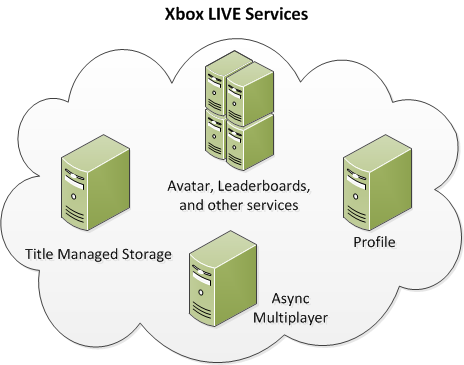 Xbox LIVE Services
Avatar, Leaderboards,
and other services
Title Managed Storage
Profile
Async
Multiplayer